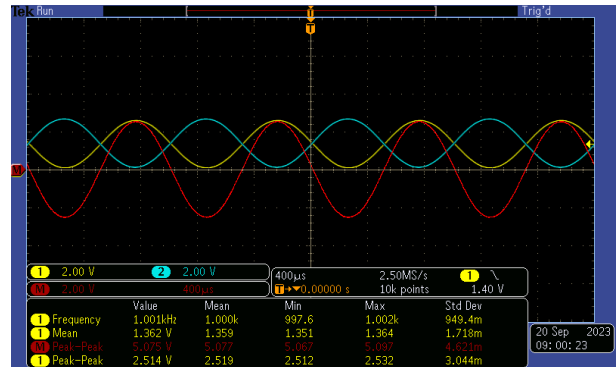 Tek Run Trig'd
T
T
M
1 2.00 V 2 2.00 V
M 2.00 V 400µs
400µs 2.50MS/s 1 \
T→▼0.00000 s 10k points 1.40 V
Value Mean Min Max Std Dev
1 Frequency 1.001kHz 1.000k 997.6 1.002k 949.4m
1 Mean 1.362 V 1.359 1.351 1.364 1.718m
M Peak-Peak 5.075 V 5.077 5.067 5.097 4.621m
1 Peak-Peak 2.514 V 2.519 2.512 2.532 3.044m
20 Sep 2023
09:00:23